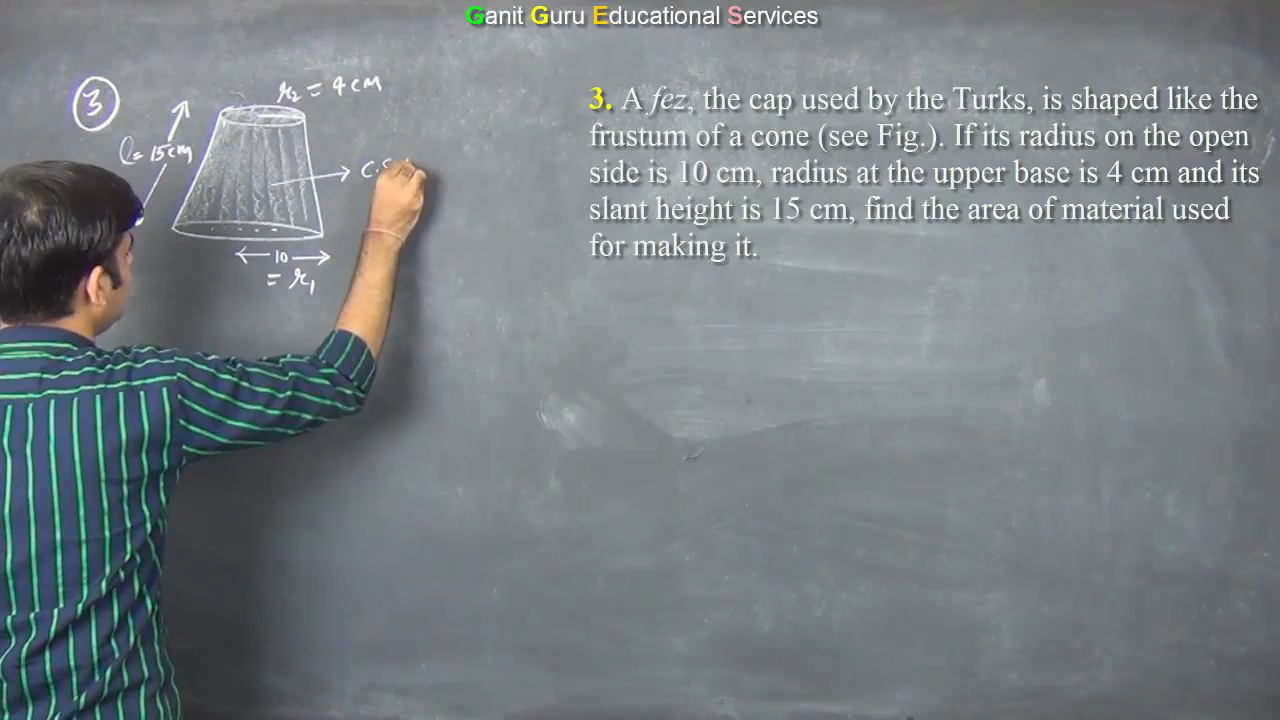 Ganit Guru Educational Services
3
r₂ = 4 cm
l = 15 cm
C.S
10
= r₁
3. A fez, the cap used by the Turks, is shaped like the
frustum of a cone (see Fig.). If its radius on the open
side is 10 cm, radius at the upper base is 4 cm and its
slant height is 15 cm, find the area of material used
for making it.